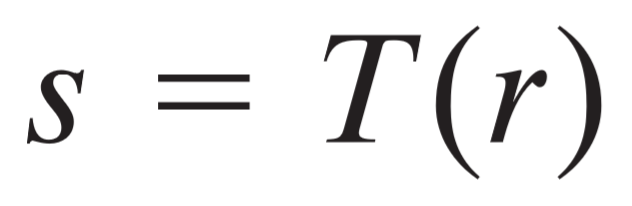 s = T(r)